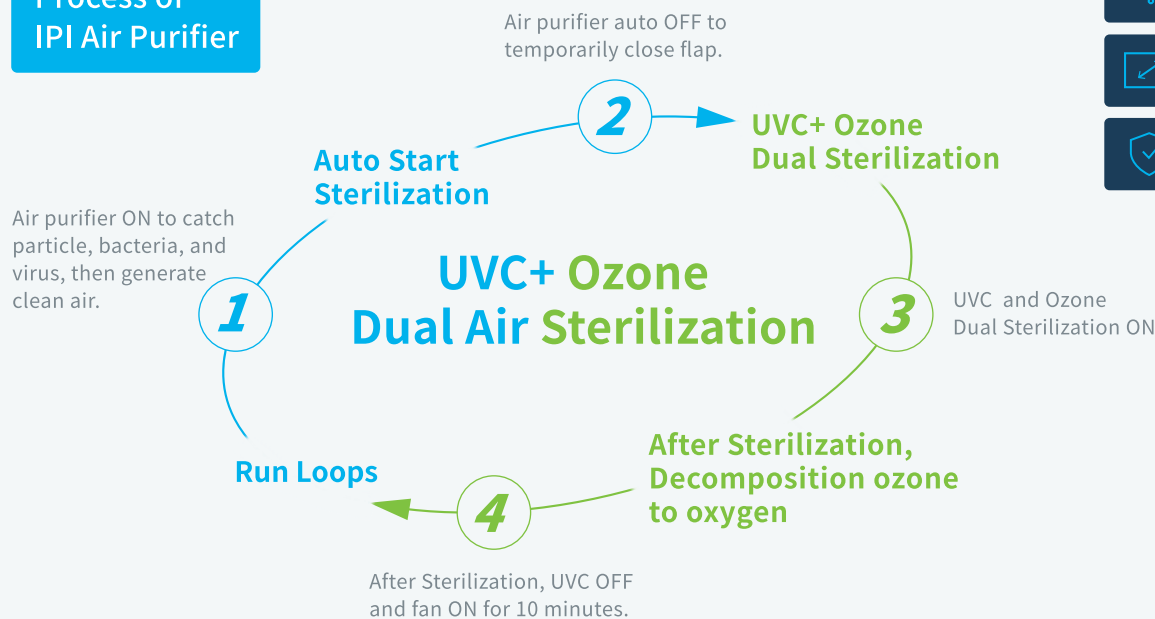 Process of
IPI Air Purifier
Air purifier auto OFF to
temporarily close flap.
2
UVC+ Ozone
Dual Sterilization
Auto Start
Sterilization
Air purifier ON to catch
particle, bacteria, and
virus, then generate
clean air.
1
UVC+ Ozone
Dual Air Sterilization
3
UVC and Ozone
Dual Sterilization ON
After Sterilization,
Decomposition ozone
to oxygen
Run Loops
4
After Sterilization, UVC OFF
and fan ON for 10 minutes.